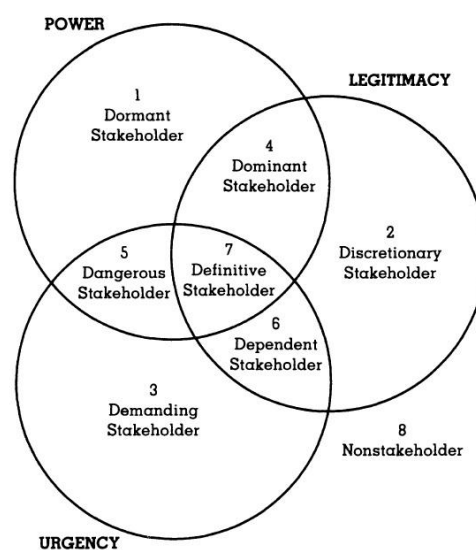 POWER
LEGITIMACY
1
Dormant
Stakeholder
4
Dominant
Stakeholder
2
Discretionary
Stakeholder
5
Dangerous
Stakeholder
7
Definitive
Stakeholder
6
Dependent
Stakeholder
3
Demanding
Stakeholder
8
Nonstakeholder
URGENCY